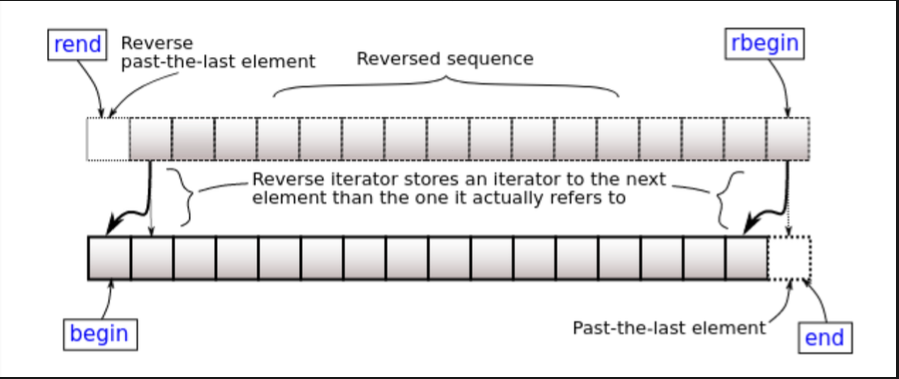 rend
Reverse
past-the-last element
Reversed sequence
rbegin
Reverse iterator stores an iterator to the next
element than the one it actually refers to
begin
Past-the-last element
end